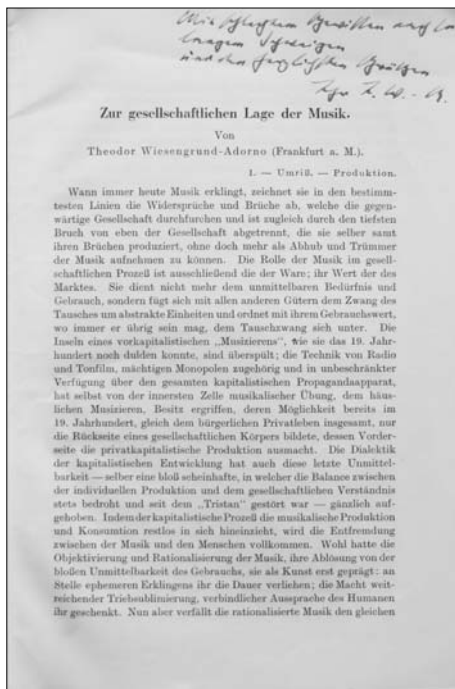 Mit schlechtem Gewissen nach
langem Schweigen
und den herzlichsten Grüßen
Ihr T. W.-A.
Zur gesellschaftlichen Lage der Musik.
Von
Theodor Wiesengrund-Adorno (Frankfurt a. M.).
1. — Umriß. — Produktion.
Wann immer heute Musik erklingt, zeichnet sie in den bestimm-
testen Linien die Widersprüche und Brüche ab, welche die gegen-
wärtige Gesellschaft durchfurchen und ist zugleich durch den tiefsten
Bruch von eben der Gesellschaft abgetrennt, die sie selber samt
ihren Brüchen produziert, ohne doch mehr als Abhub und Trümmer
der Musik aufnehmen zu können. Die Rolle der Musik im gesell-
schaftlichen Prozeß ist ausschließend die der Ware; ihr Wert der des
Marktes. Sie dient nicht mehr dem unmittelbaren Bedürfnis und
Gebrauch, sondern fügt sich mit allen anderen Gütern dem Zwang des
Tausches um abstrakte Einheiten und ordnet mit ihrem Gebrauchswert,
wo immer er übrig sein mag, dem Tauschzwang sich unter. Die
Inseln eines vorkapitalistischen „Musizierens", wie sie das 19. Jahr-
hundert noch dulden konnte, sind überspült; die Technik von Radio
und Tonfilm, mächtigen Monopolen zugehörig und in unbeschränkter
Verfügung über den gesamten kapitalistischen Propagandaapparat,
hat selbst von der innersten Zelle musikalischer Übung, dem häus-
lichen Musizieren, Besitz ergriffen, deren Möglichkeit bereits im
19. Jahrhundert, gleich dem bürgerlichen Privatleben insgesamt, nur
die Rückseite eines gesellschaftlichen Körpers bildete, dessen Vorder-
seite die privatkapitalistische Produktion ausmacht. Die Dialektik
der kapitalistischen Entwicklung hat auch diese letzte Unmittel-
barkeit — selber eine bloß scheinhafte, in welcher die Balance zwischen
der individuellen Produktion und dem gesellschaftlichen Verständnis
stets bedroht und seit dem „Tristan" gestört war — gänzlich auf-
gehoben. Indem der kapitalistische Prozeß die musikalische Produktion
und Konsumtion restlos in sich hineinzieht, wird die Entfremdung
zwischen der Musik und den Menschen vollkommen. Wohl hatte die
Objektivierung und Rationalisierung der Musik, ihre Ablösung von der
bloßen Unmittelbarkeit des Gebrauchs, sie als Kunst erst geprägt: an
Stelle ephemeren Erklingens ihr die Dauer verliehen; die Macht weit-
reichender Triebsublimierung, verbindlicher Aussprache des Humanen
ihr geschenkt. Nun aber verfällt die rationalisierte Musik den gleichen